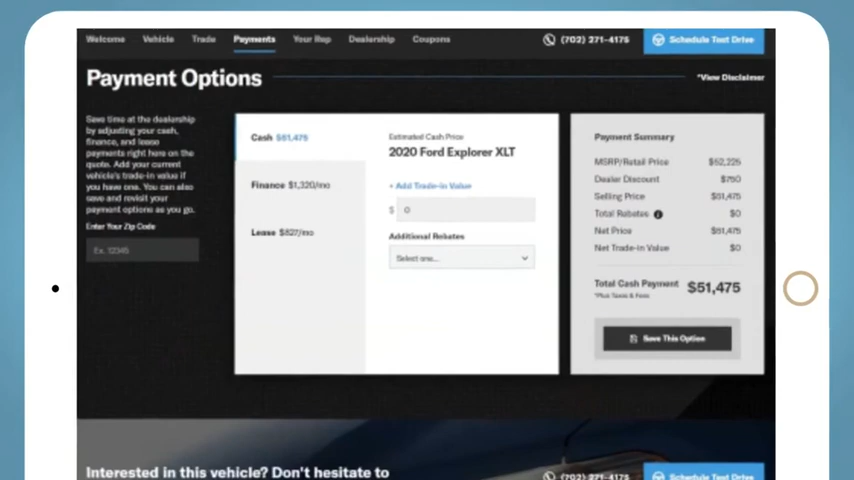 Welcome Vehicle Trade Payments Your Rep Dealership Coupons (702) 271-4175 Schedule Test Drive
Payment Options
*View Disclaimer
Save time at the dealership
by adjusting your cash,
finance, and lease
payments right here on the
quote. Add your current
vehicle's trade-in value if
you have one. You can also
save and revisit your
payment options as you go.
Enter Your Zip Code
Ex. 12345
Cash $51,475
Finance $1,320/mo
Lease $827/mo
Estimated Cash Price
2020 Ford Explorer XLT
+ Add Trade-in Value
$ 0
Additional Rebates
Select one...
Payment Summary
MSRP/Retail Price $52,225
Dealer Discount $750
Selling Price $51,475
Total Rebates $0
Net Price $51,475
Net Trade-in Value $0
Total Cash Payment $51,475
*Plus Taxes & Fees
Save This Option
Interested in this vehicle? Don't hesitate to
(702) 271-4175 Schedule Test Drive